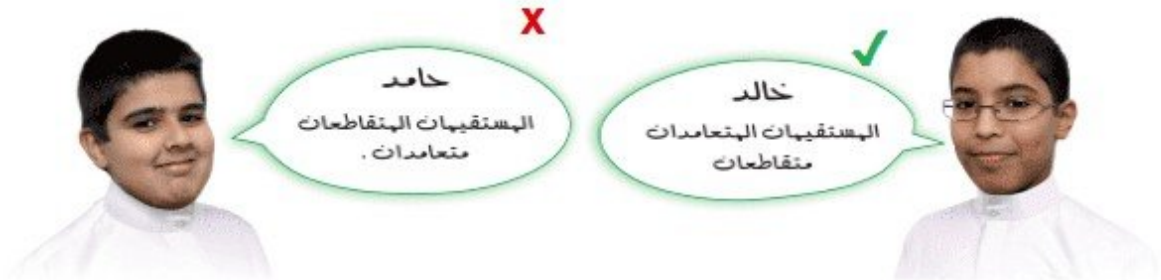 خالد
المستقيمان المتعامدان
متقاطعان
حامد
المستقيمان المتقاطعان
متعامدان .